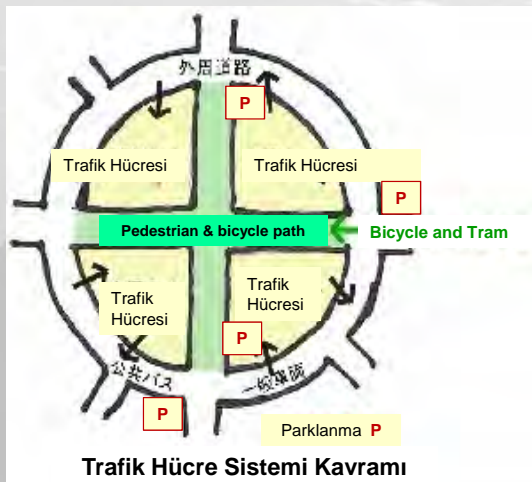 外周道路
P
Trafik Hücresi
Trafik Hücresi
P
Pedestrian & bicycle path
Bicycle and Tram
Trafik
Hücresi
Trafik
Hücresi
P
公共バス
一般車両
P
Parklanma P
Trafik Hücre Sistemi Kavramı